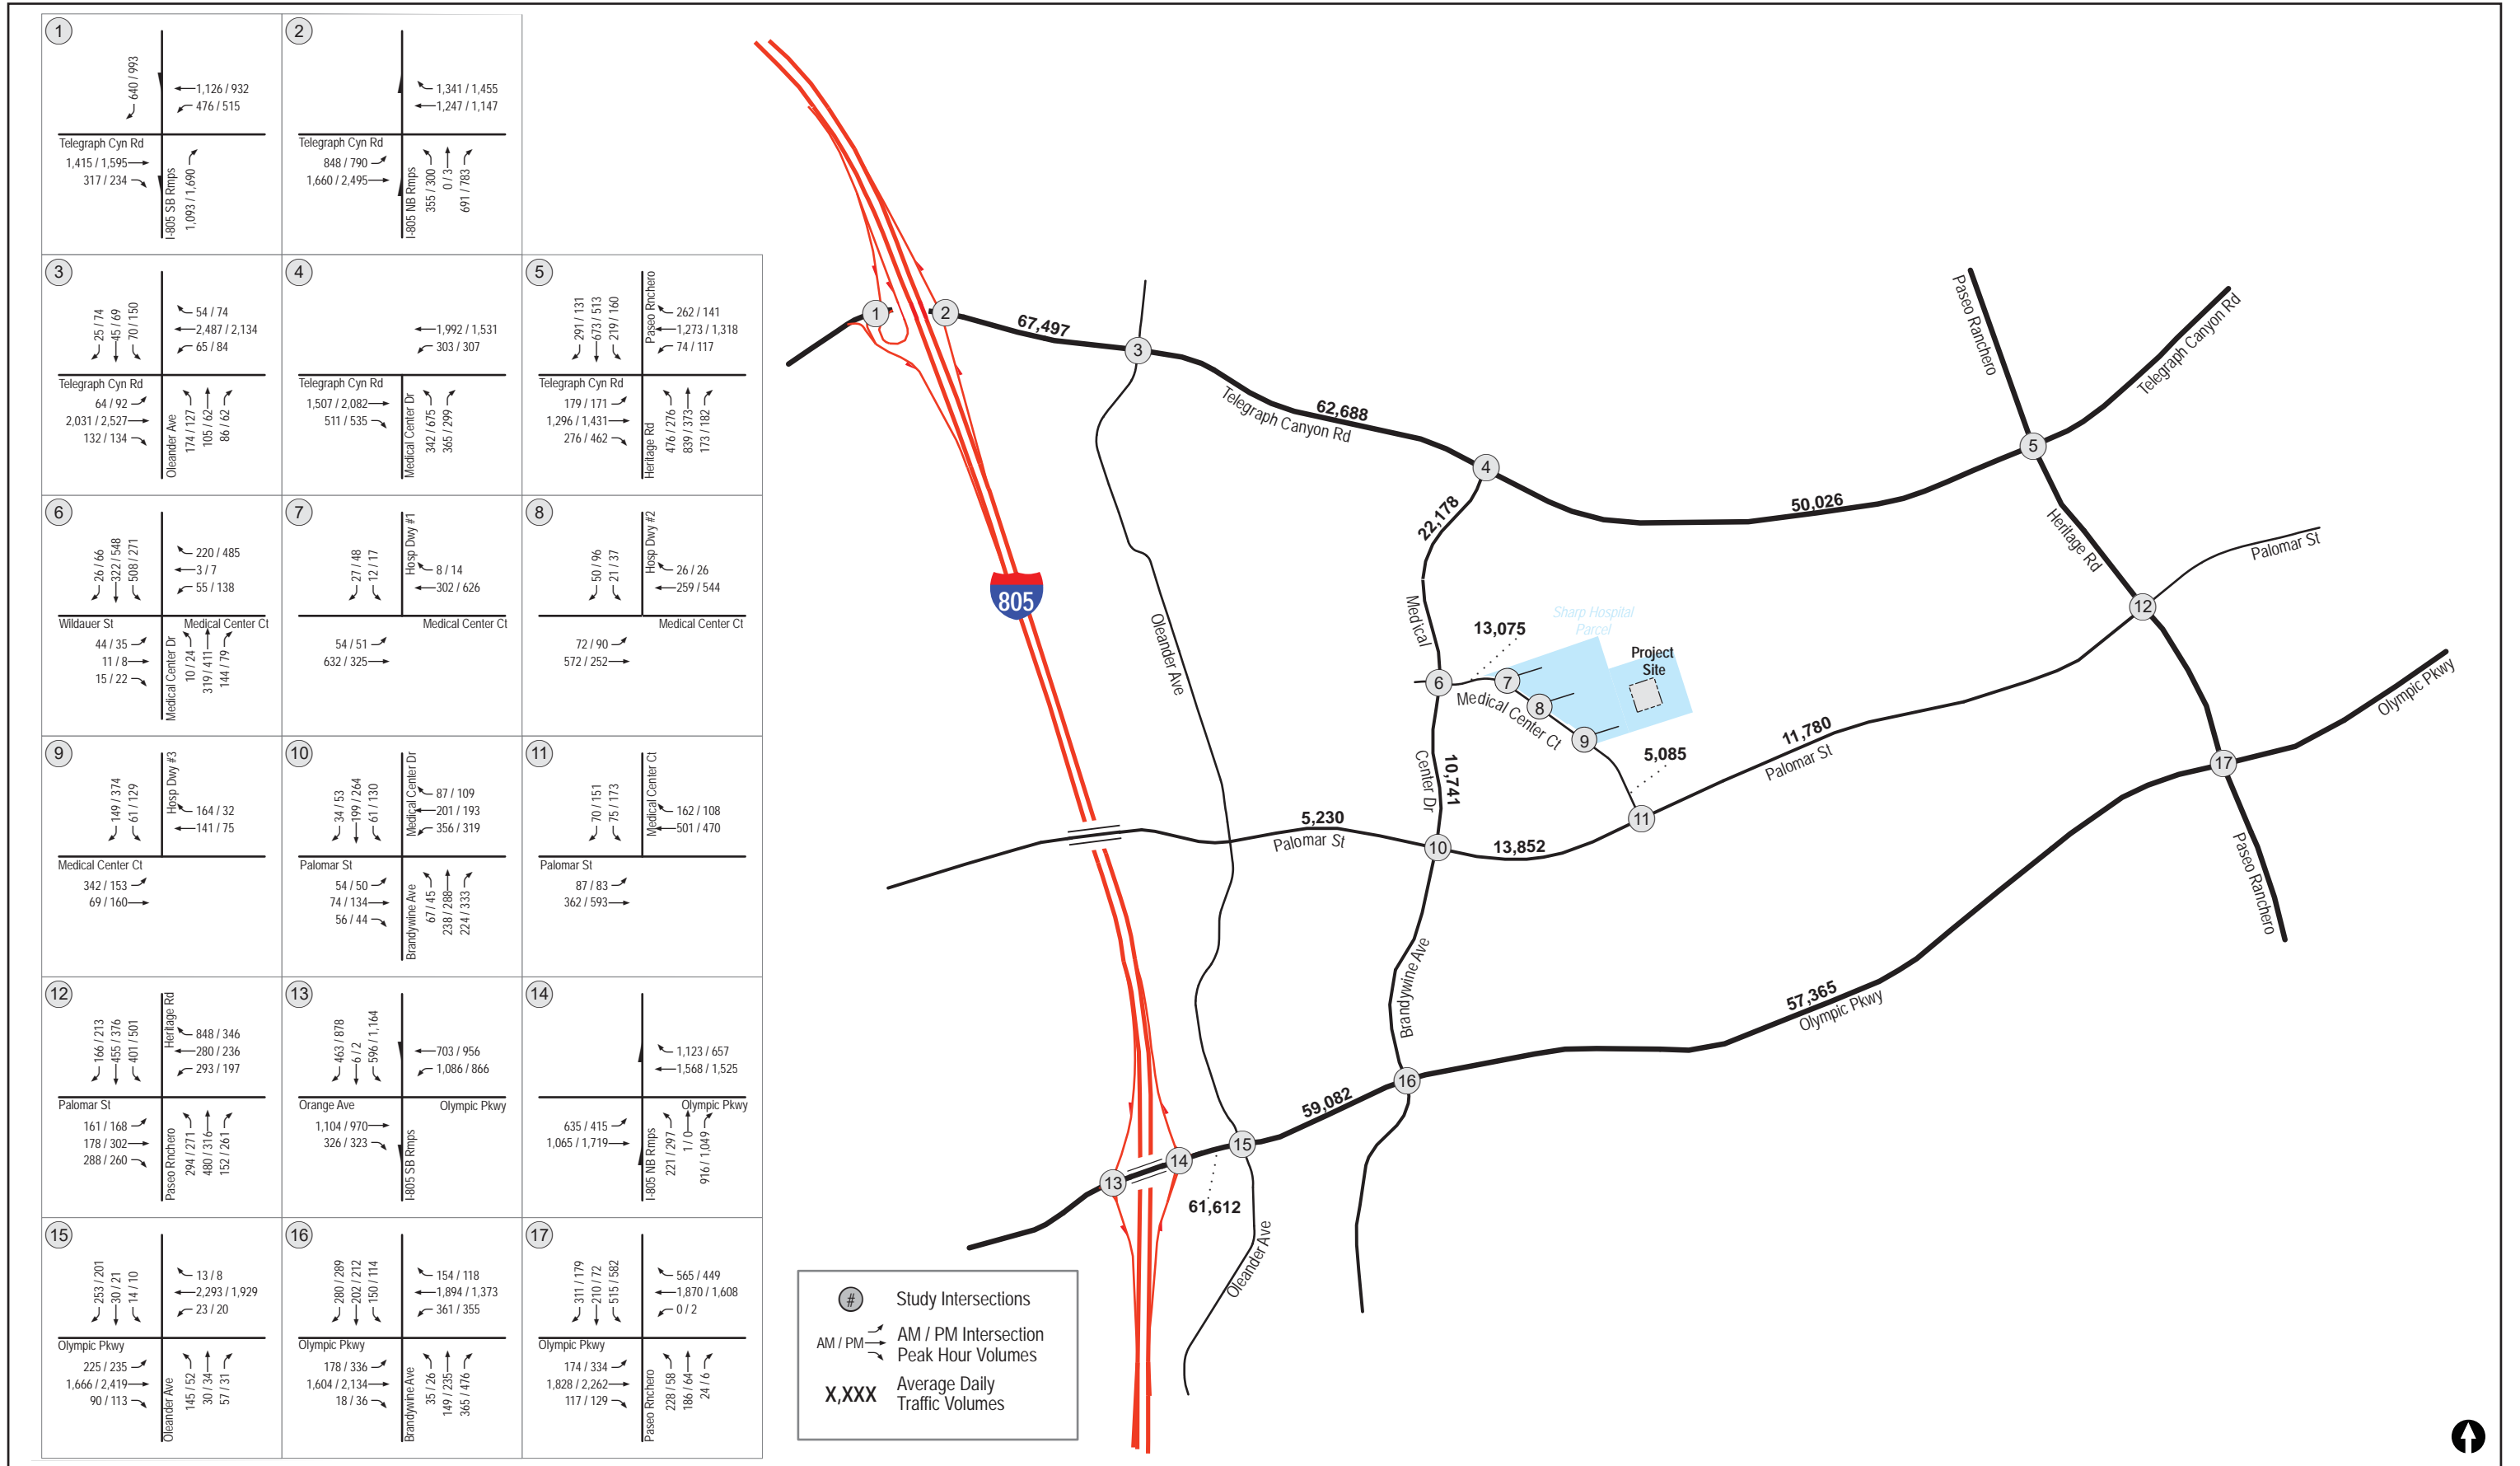 1
640 / 993
1,126 / 932
476 / 515
Telegraph Cyn Rd
1,415 / 1,595
317 / 234
I-805 SB Rmps
1,093 / 1,690
2
1,341 / 1,455
1,247 / 1,147
Telegraph Cyn Rd
848 / 790
1,660 / 2,495
I-805 NB Rmps
355 / 300
0 / 3
691 / 783
3
25 / 74
45 / 69
70 / 150
54 / 74
2,487 / 2,134
65 / 84
Telegraph Cyn Rd
64 / 92
2,031 / 2,527
132 / 134
Oleander Ave
174 / 127
105 / 62
86 / 62
4
1,992 / 1,531
303 / 307
Telegraph Cyn Rd
1,507 / 2,082
511 / 535
Medical Center Dr
342 / 675
365 / 299
5
291 / 131
673 / 513
219 / 160
Paseo Rnchero
262 / 141
1,273 / 1,318
74 / 117
Telegraph Cyn Rd
179 / 171
1,296 / 1,431
276 / 462
Heritage Rd
476 / 276
839 / 373
173 / 182
6
26 / 66
322 / 548
508 / 271
220 / 485
3 / 7
55 / 138
Wildauer St
Medical Center Ct
44 / 35
11 / 8
15 / 22
Medical Center Dr
10 / 24
319 / 411
144 / 79
7
27 / 48
12 / 17
Hosp Dwy #1
8 / 14
302 / 626
Medical Center Ct
54 / 51
632 / 325
8
50 / 96
21 / 37
Hosp Dwy #2
26 / 26
259 / 544
Medical Center Ct
72 / 90
572 / 252
9
149 / 374
61 / 129
Hosp Dwy #3
164 / 32
141 / 75
Medical Center Ct
342 / 153
69 / 160
10
34 / 53
199 / 264
61 / 130
Medical Center Dr
87 / 109
201 / 193
356 / 319
Palomar St
54 / 50
74 / 134
56 / 44
Brandywine Ave
67 / 45
238 / 288
224 / 333
11
70 / 151
75 / 173
Medical Center Ct
162 / 108
501 / 470
Palomar St
87 / 83
362 / 593
12
166 / 213
455 / 376
401 / 501
Heritage Rd
848 / 346
280 / 236
293 / 197
Palomar St
161 / 168
178 / 302
288 / 260
Paseo Rnchero
294 / 271
480 / 316
152 / 261
13
463 / 878
6 / 2
596 / 1,164
703 / 956
1,086 / 866
Orange Ave
Olympic Pkwy
1,104 / 970
326 / 323
I-805 SB Rmps
14
1,123 / 657
1,568 / 1,525
Olympic Pkwy
635 / 415
1,065 / 1,719
I-805 NB Rmps
221 / 297
1 / 0
916 / 1,049
15
253 / 201
30 / 21
14 / 10
13 / 8
2,293 / 1,929
23 / 20
Olympic Pkwy
225 / 235
1,666 / 2,419
90 / 113
Oleander Ave
145 / 52
30 / 34
57 / 31
16
280 / 289
202 / 212
150 / 114
154 / 118
1,894 / 1,373
361 / 355
Olympic Pkwy
178 / 336
1,604 / 2,134
18 / 36
Brandywine Ave
35 / 26
149 / 235
365 / 476
17
311 / 179
210 / 72
515 / 582
565 / 449
1,870 / 1,608
0 / 2
Olympic Pkwy
174 / 334
1,828 / 2,262
117 / 129
Paseo Rnchero
228 / 58
186 / 64
24 / 6
1
2
67,497
3
Telegraph Canyon Rd
62,688
4
50,026
5
Paseo Ranchero
Telegraph Canyon Rd
Heritage Rd
Palomar St
12
22,178
805
Oleander Ave
Medical
Center Dr
13,075
Sharp Hospital
Parcel
Project
Site
6
7
8
9
Medical Center Ct
5,085
10,741
11,780
Palomar St
Olympic Pkwy
17
Paseo Ranchero
5,230
Palomar St
10
13,852
11
Brandywine Ave
57,365
Olympic Pkwy
16
59,082
15
14
13
61,612
Oleander Ave
# Study Intersections
AM / PM
AM / PM Intersection
Peak Hour Volumes
X,XXX
Average Daily
Traffic Volumes